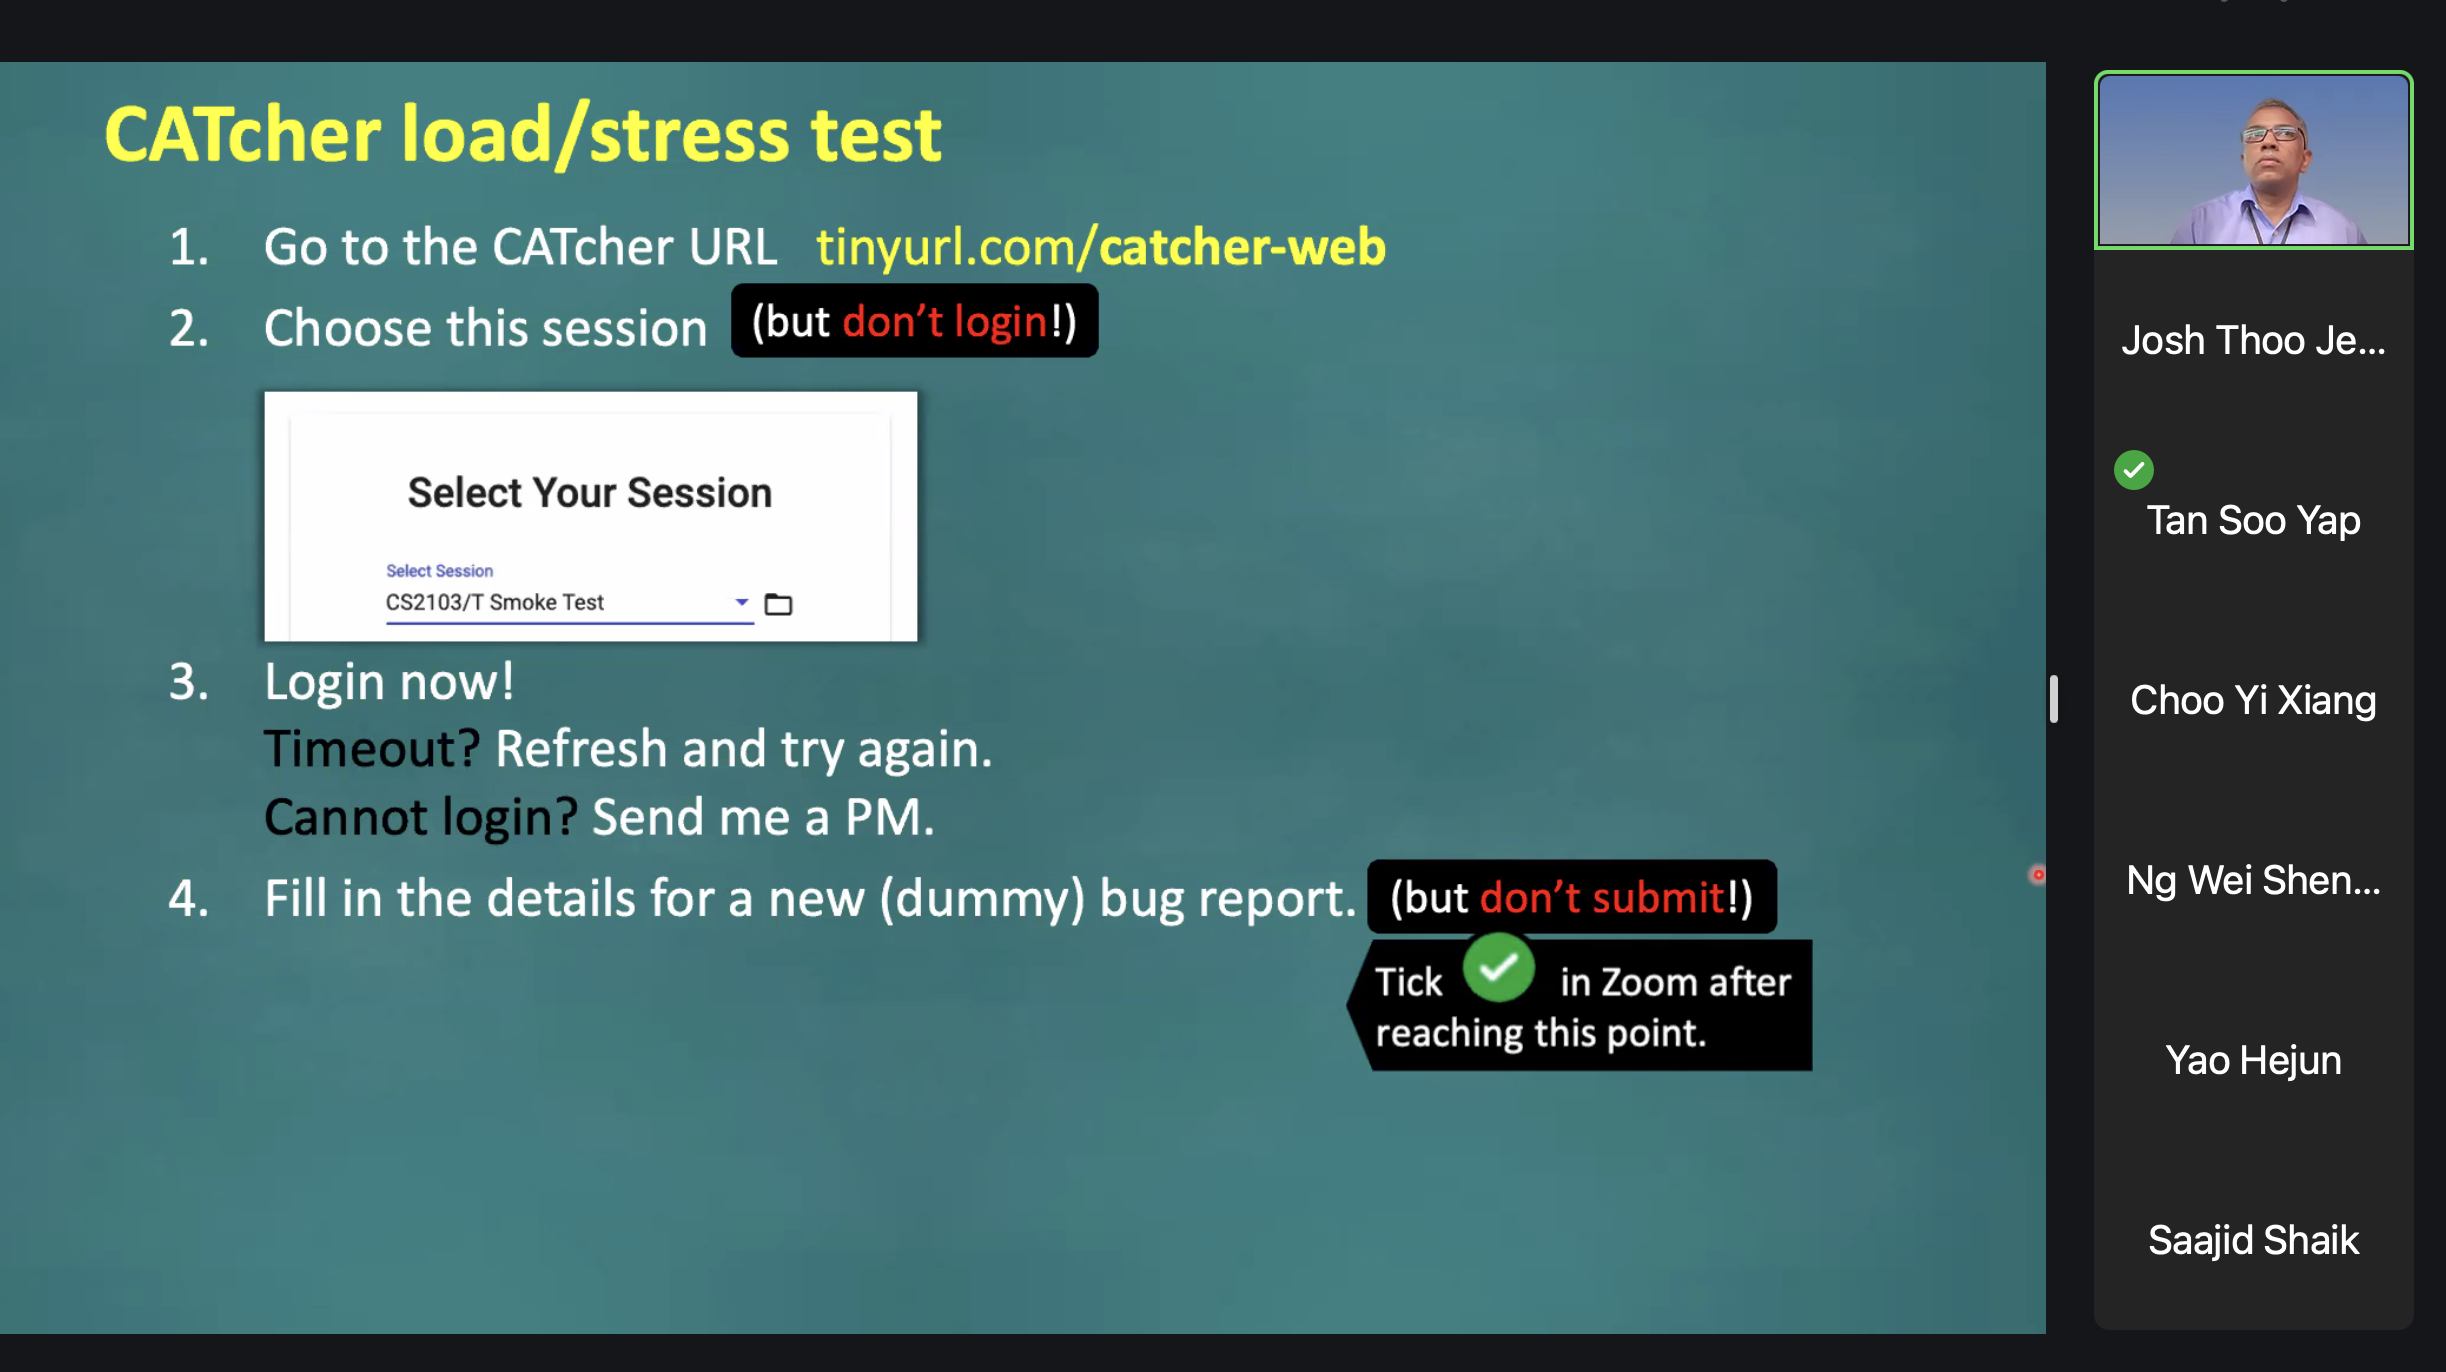 CATcher load/stress test
1. Go to the CATcher URL tinyurl.com/catcher-web
2. Choose this session (but don’t login!)
Select Your Session
Select Session
CS2103/T Smoke Test
3. Login now!
Timeout? Refresh and try again.
Cannot login? Send me a PM.
4. Fill in the details for a new (dummy) bug report. (but don’t submit!)
Tick in Zoom after
reaching this point.
Josh Thoo Je...
Tan Soo Yap
Choo Yi Xiang
Ng Wei Shen...
Yao Hejun
Saajid Shaik